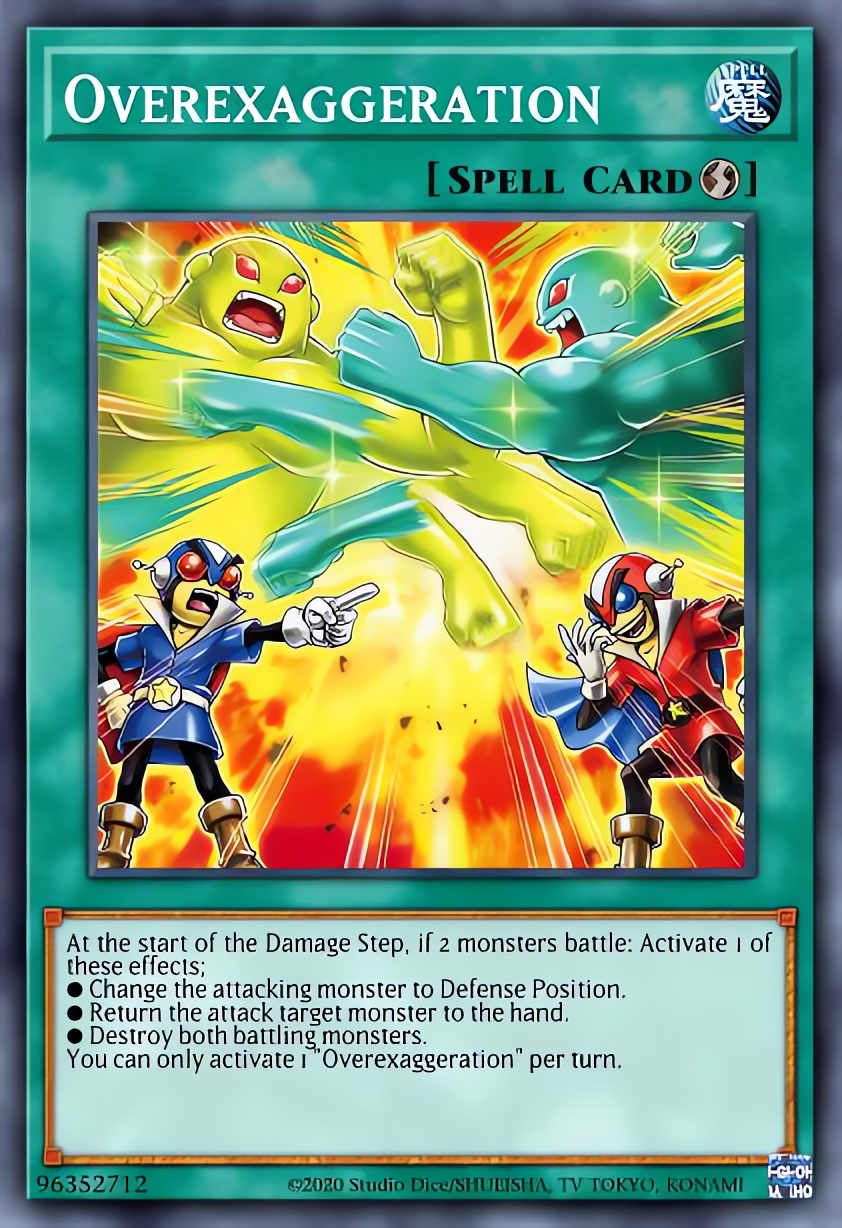 OVEREXAGGERATION
魔
[SPELL CARD]
At the start of the Damage Step, if 2 monsters battle: Activate 1 of
these effects;
● Change the attacking monster to Defense Position.
● Return the attack target monster to the hand.
● Destroy both battling monsters.
You can only activate 1 "Overexaggeration" per turn.
96352712
©2020 Studio Dice/SHUEISHA, TV TOKYO, KONAMI